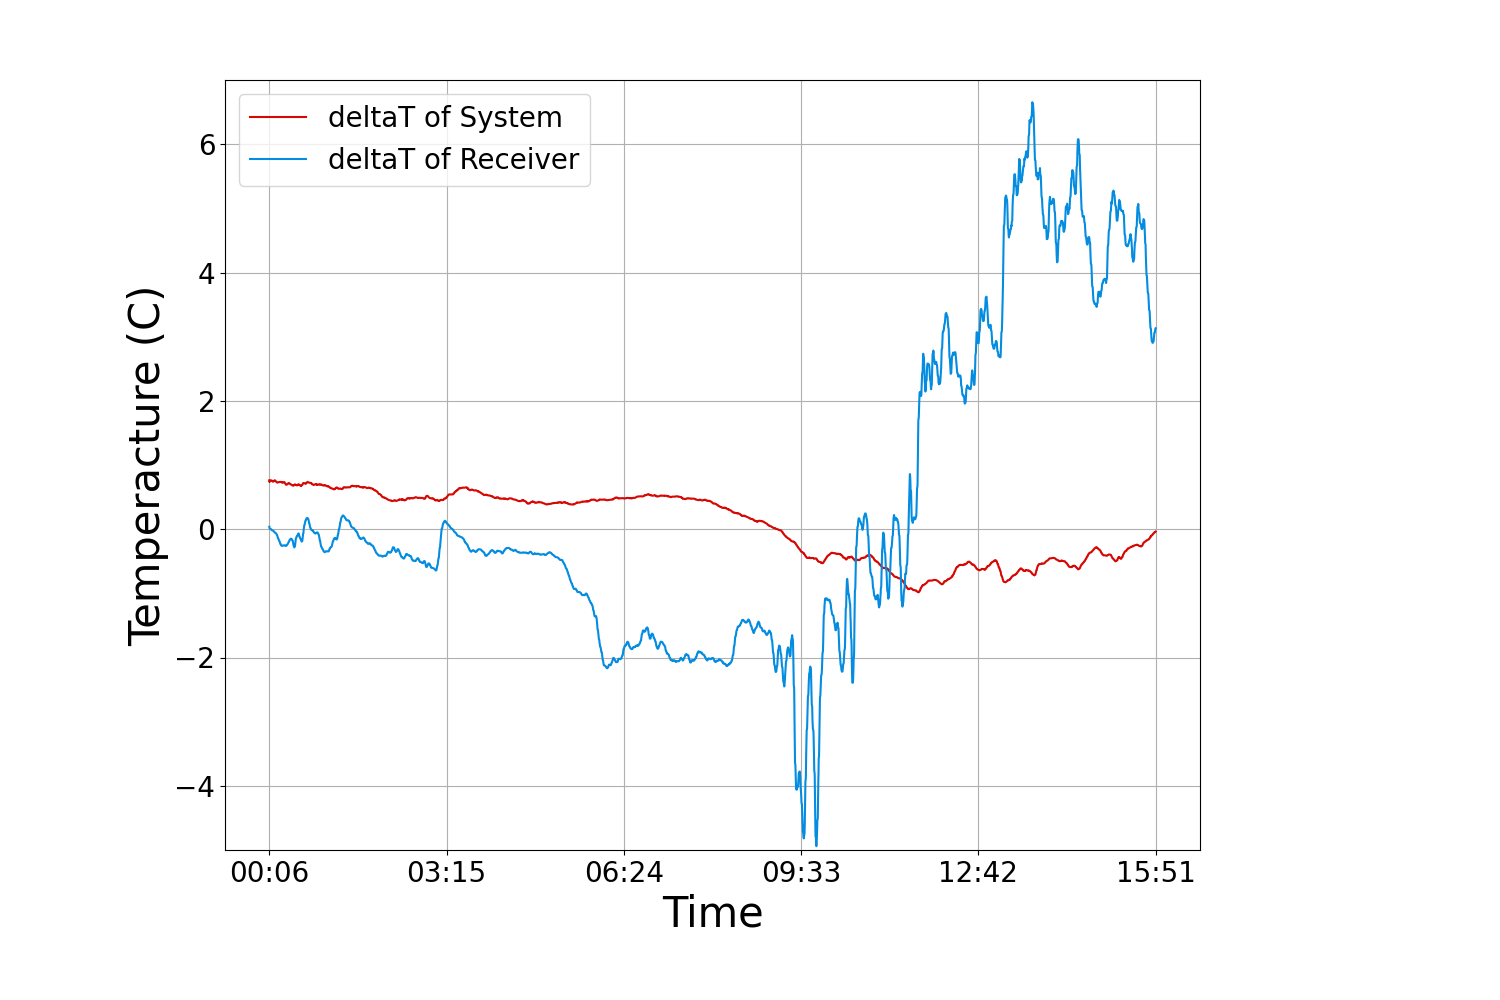 deltaT of System
deltaT of Receiver
Temperacture (C)
6
4
2
0
−2
−4
00:06 03:15 06:24 09:33 12:42 15:51
Time